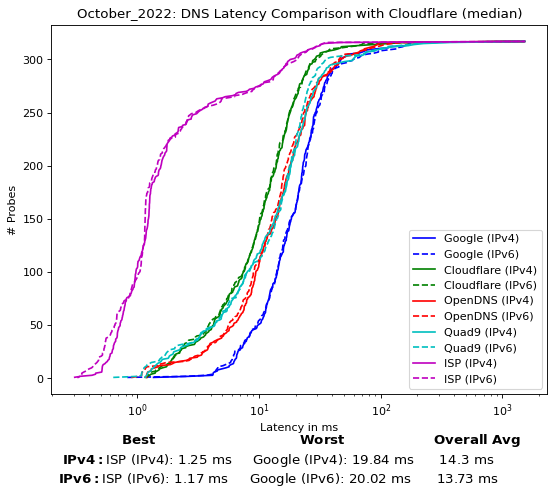 October_2022: DNS Latency Comparison with Cloudflare (median)
300
250
200
150
100
50
0
# Probes
Google (IPv4)
Google (IPv6)
Cloudflare (IPv4)
Cloudflare (IPv6)
OpenDNS (IPv4)
OpenDNS (IPv6)
Quad9 (IPv4)
Quad9 (IPv6)
ISP (IPv4)
ISP (IPv6)
10⁰ 10¹ 10² 10³
Latency in ms
Best Worst Overall Avg
IPv4: ISP (IPv4): 1.25 ms Google (IPv4): 19.84 ms 14.3 ms
IPv6: ISP (IPv6): 1.17 ms Google (IPv6): 20.02 ms 13.73 ms